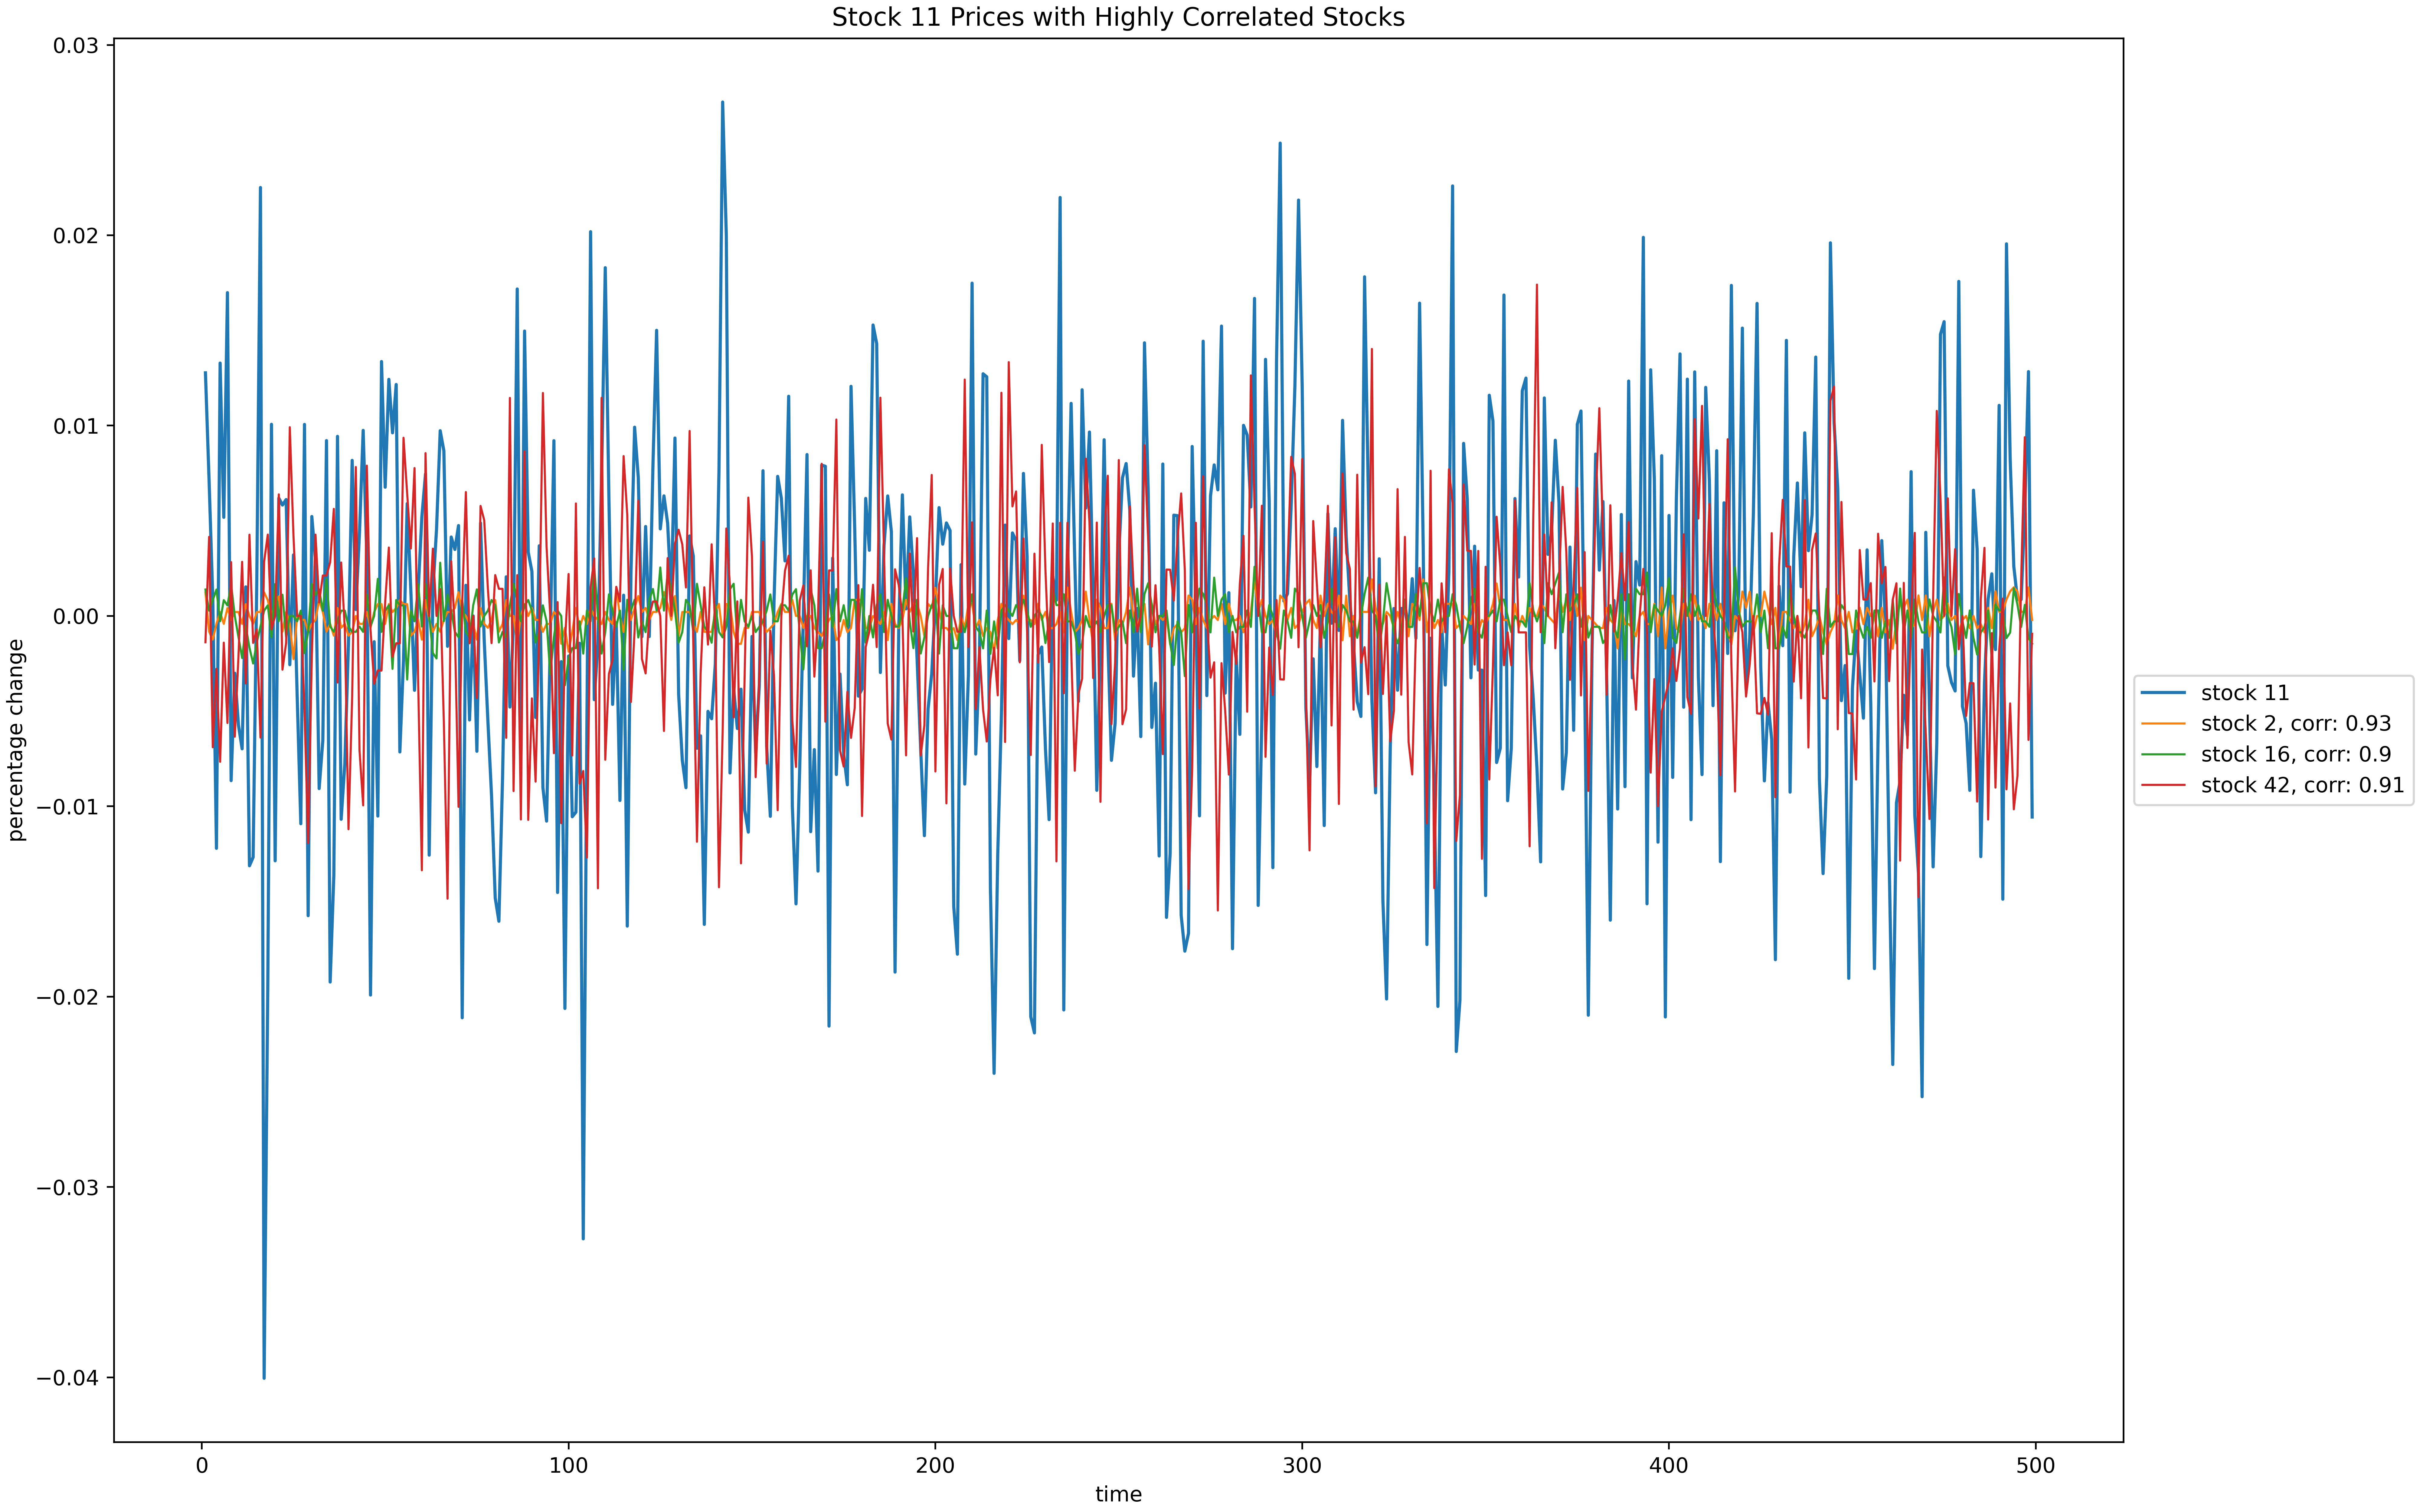 Stock 11 Prices with Highly Correlated Stocks
percentage change
0.03
0.02
0.01
0.00
−0.01
−0.02
−0.03
−0.04
0
100
200
300
400
500
time
stock 11
stock 2, corr: 0.93
stock 16, corr: 0.9
stock 42, corr: 0.91